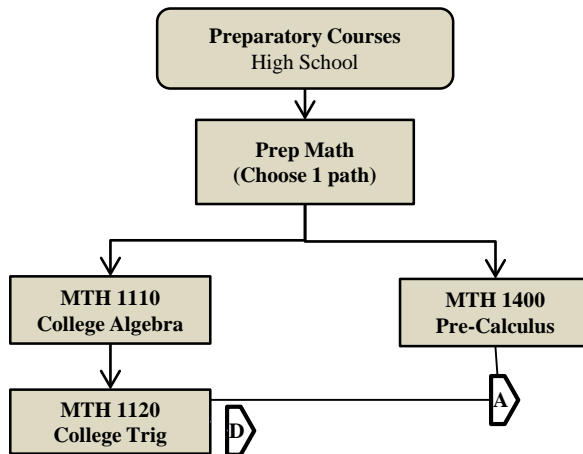 Preparatory Courses
High School
Prep Math
(Choose 1 path)
MTH 1110
College Algebra
MTH 1400
Pre-Calculus
MTH 1120
College Trig
A
D